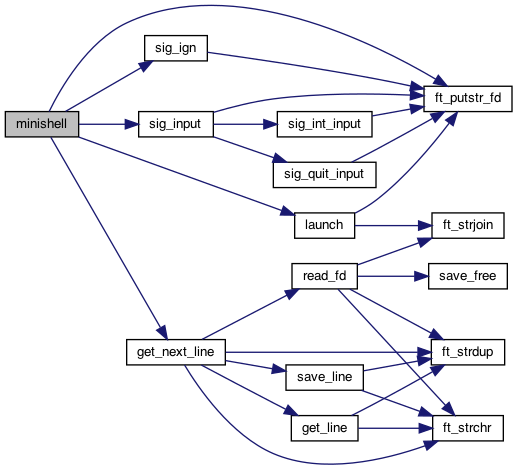 minishell
sig_ign
sig_input
sig_int_input
sig_quit_input
ft_putstr_fd
launch
ft_strjoin
read_fd
save_free
get_next_line
ft_strdup
save_line
get_line
ft_strchr